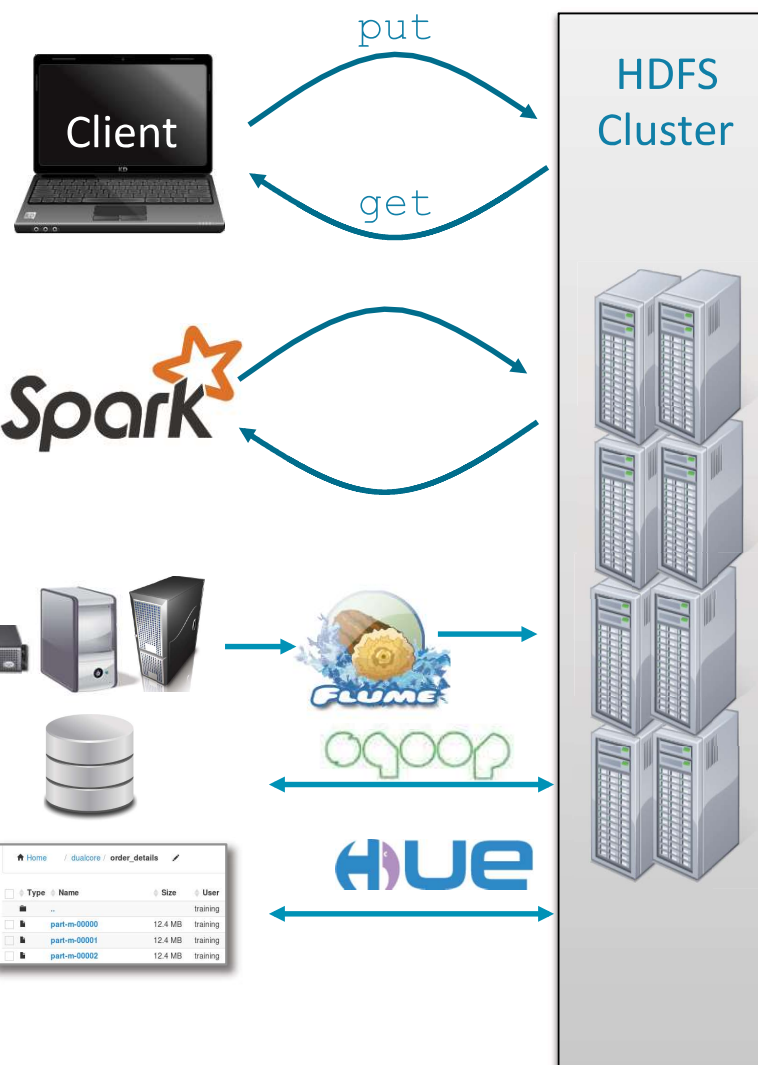 put
HDFS
Cluster
Client
get
Spark
FLUME
sqoop
HUE
Home / dualcore / order_details
Type Name Size User
.. training
part-m-00000 12.4 MB training
part-m-00001 12.4 MB training
part-m-00002 12.4 MB training